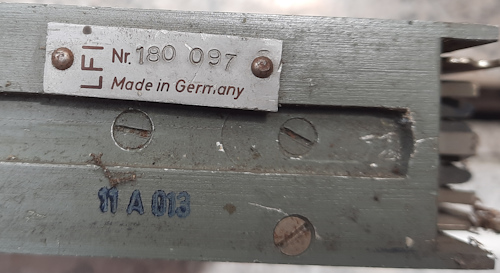 LFI
Nr. 180 097
Made in Germany
11 A 013